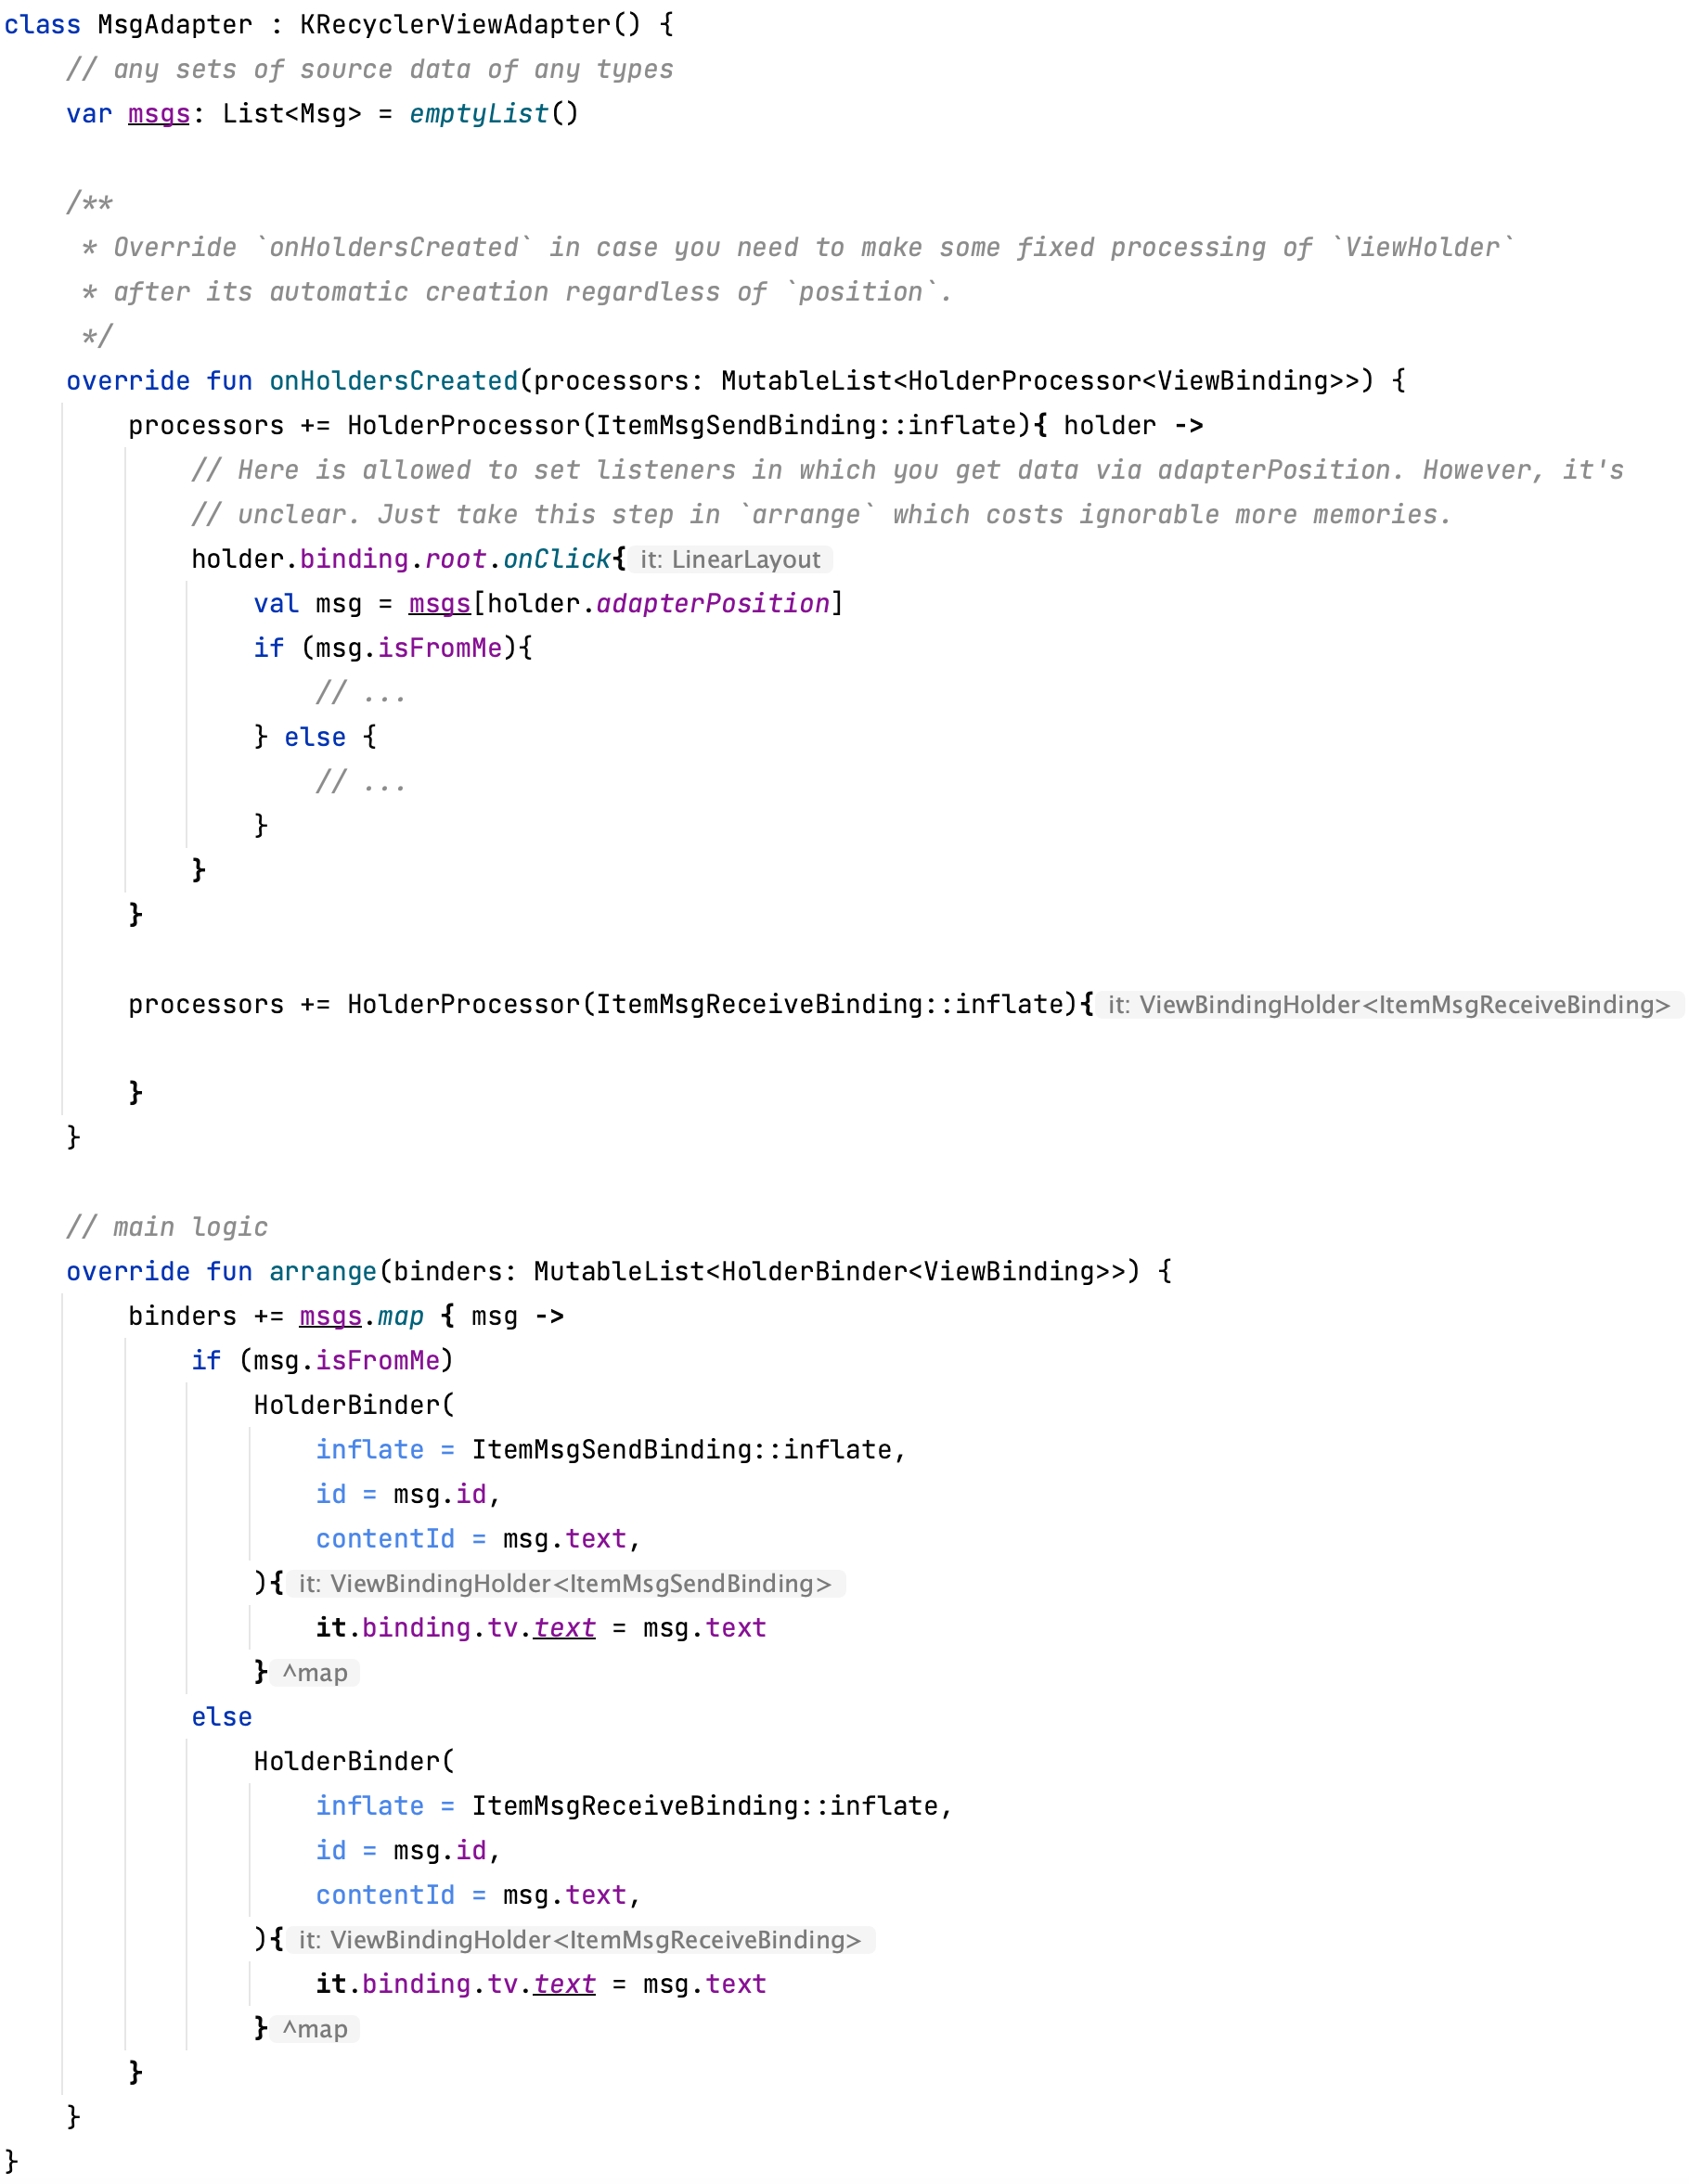 class MsgAdapter : KRecyclerViewAdapter() {
    // any sets of source data of any types
    var msgs: List<Msg> = emptyList()

    /**
     * Override `onHoldersCreated` in case you need to make some fixed processing of `ViewHolder`
     * after its automatic creation regardless of `position`.
     */
    override fun onHoldersCreated(processors: MutableList<HolderProcessor<ViewBinding>>) {
        processors += HolderProcessor(ItemMsgSendBinding::inflate){ holder ->
            // Here is allowed to set listeners in which you get data via adapterPosition. However, it's
            // unclear. Just take this step in `arrange` which costs ignorable more memories.
            holder.binding.root.onClick{ it: LinearLayout
                val msg = msgs[holder.adapterPosition]
                if (msg.isFromMe){
                    // ...
                } else {
                    // ...
                }
            }
        }

        processors += HolderProcessor(ItemMsgReceiveBinding::inflate){ it: ViewBindingHolder<ItemMsgReceiveBinding>

        }
    }

    // main logic
    override fun arrange(binders: MutableList<HolderBinder<ViewBinding>>) {
        binders += msgs.map { msg ->
            if (msg.isFromMe)
                HolderBinder(
                    inflate = ItemMsgSendBinding::inflate,
                    id = msg.id,
                    contentId = msg.text,
                ){ it: ViewBindingHolder<ItemMsgSendBinding>
                    it.binding.tv.text = msg.text
                } ^map
            else
                HolderBinder(
                    inflate = ItemMsgReceiveBinding::inflate,
                    id = msg.id,
                    contentId = msg.text,
                ){ it: ViewBindingHolder<ItemMsgReceiveBinding>
                    it.binding.tv.text = msg.text
                } ^map
        }
    }
}